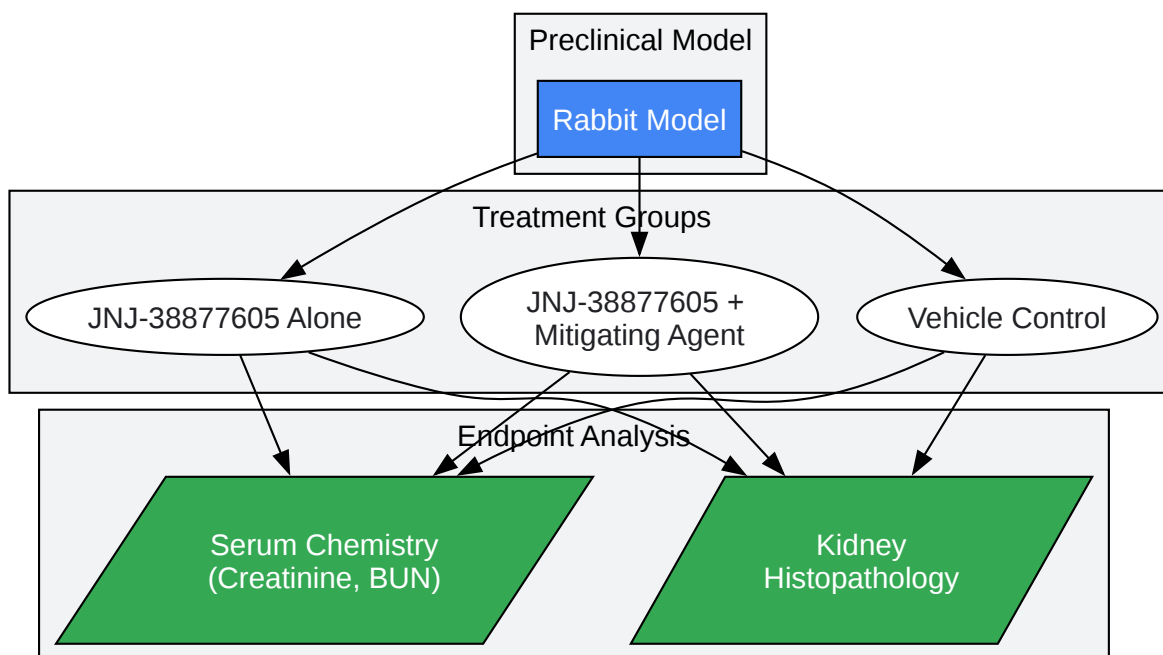 Preclinical Model
Rabbit Model
Treatment Groups
JNJ-38877605 Alone
JNJ-38877605 +
Mitigating Agent
Vehicle Control
Endpoint Analysis
Serum Chemistry
(Creatinine, BUN)
Kidney
Histopathology